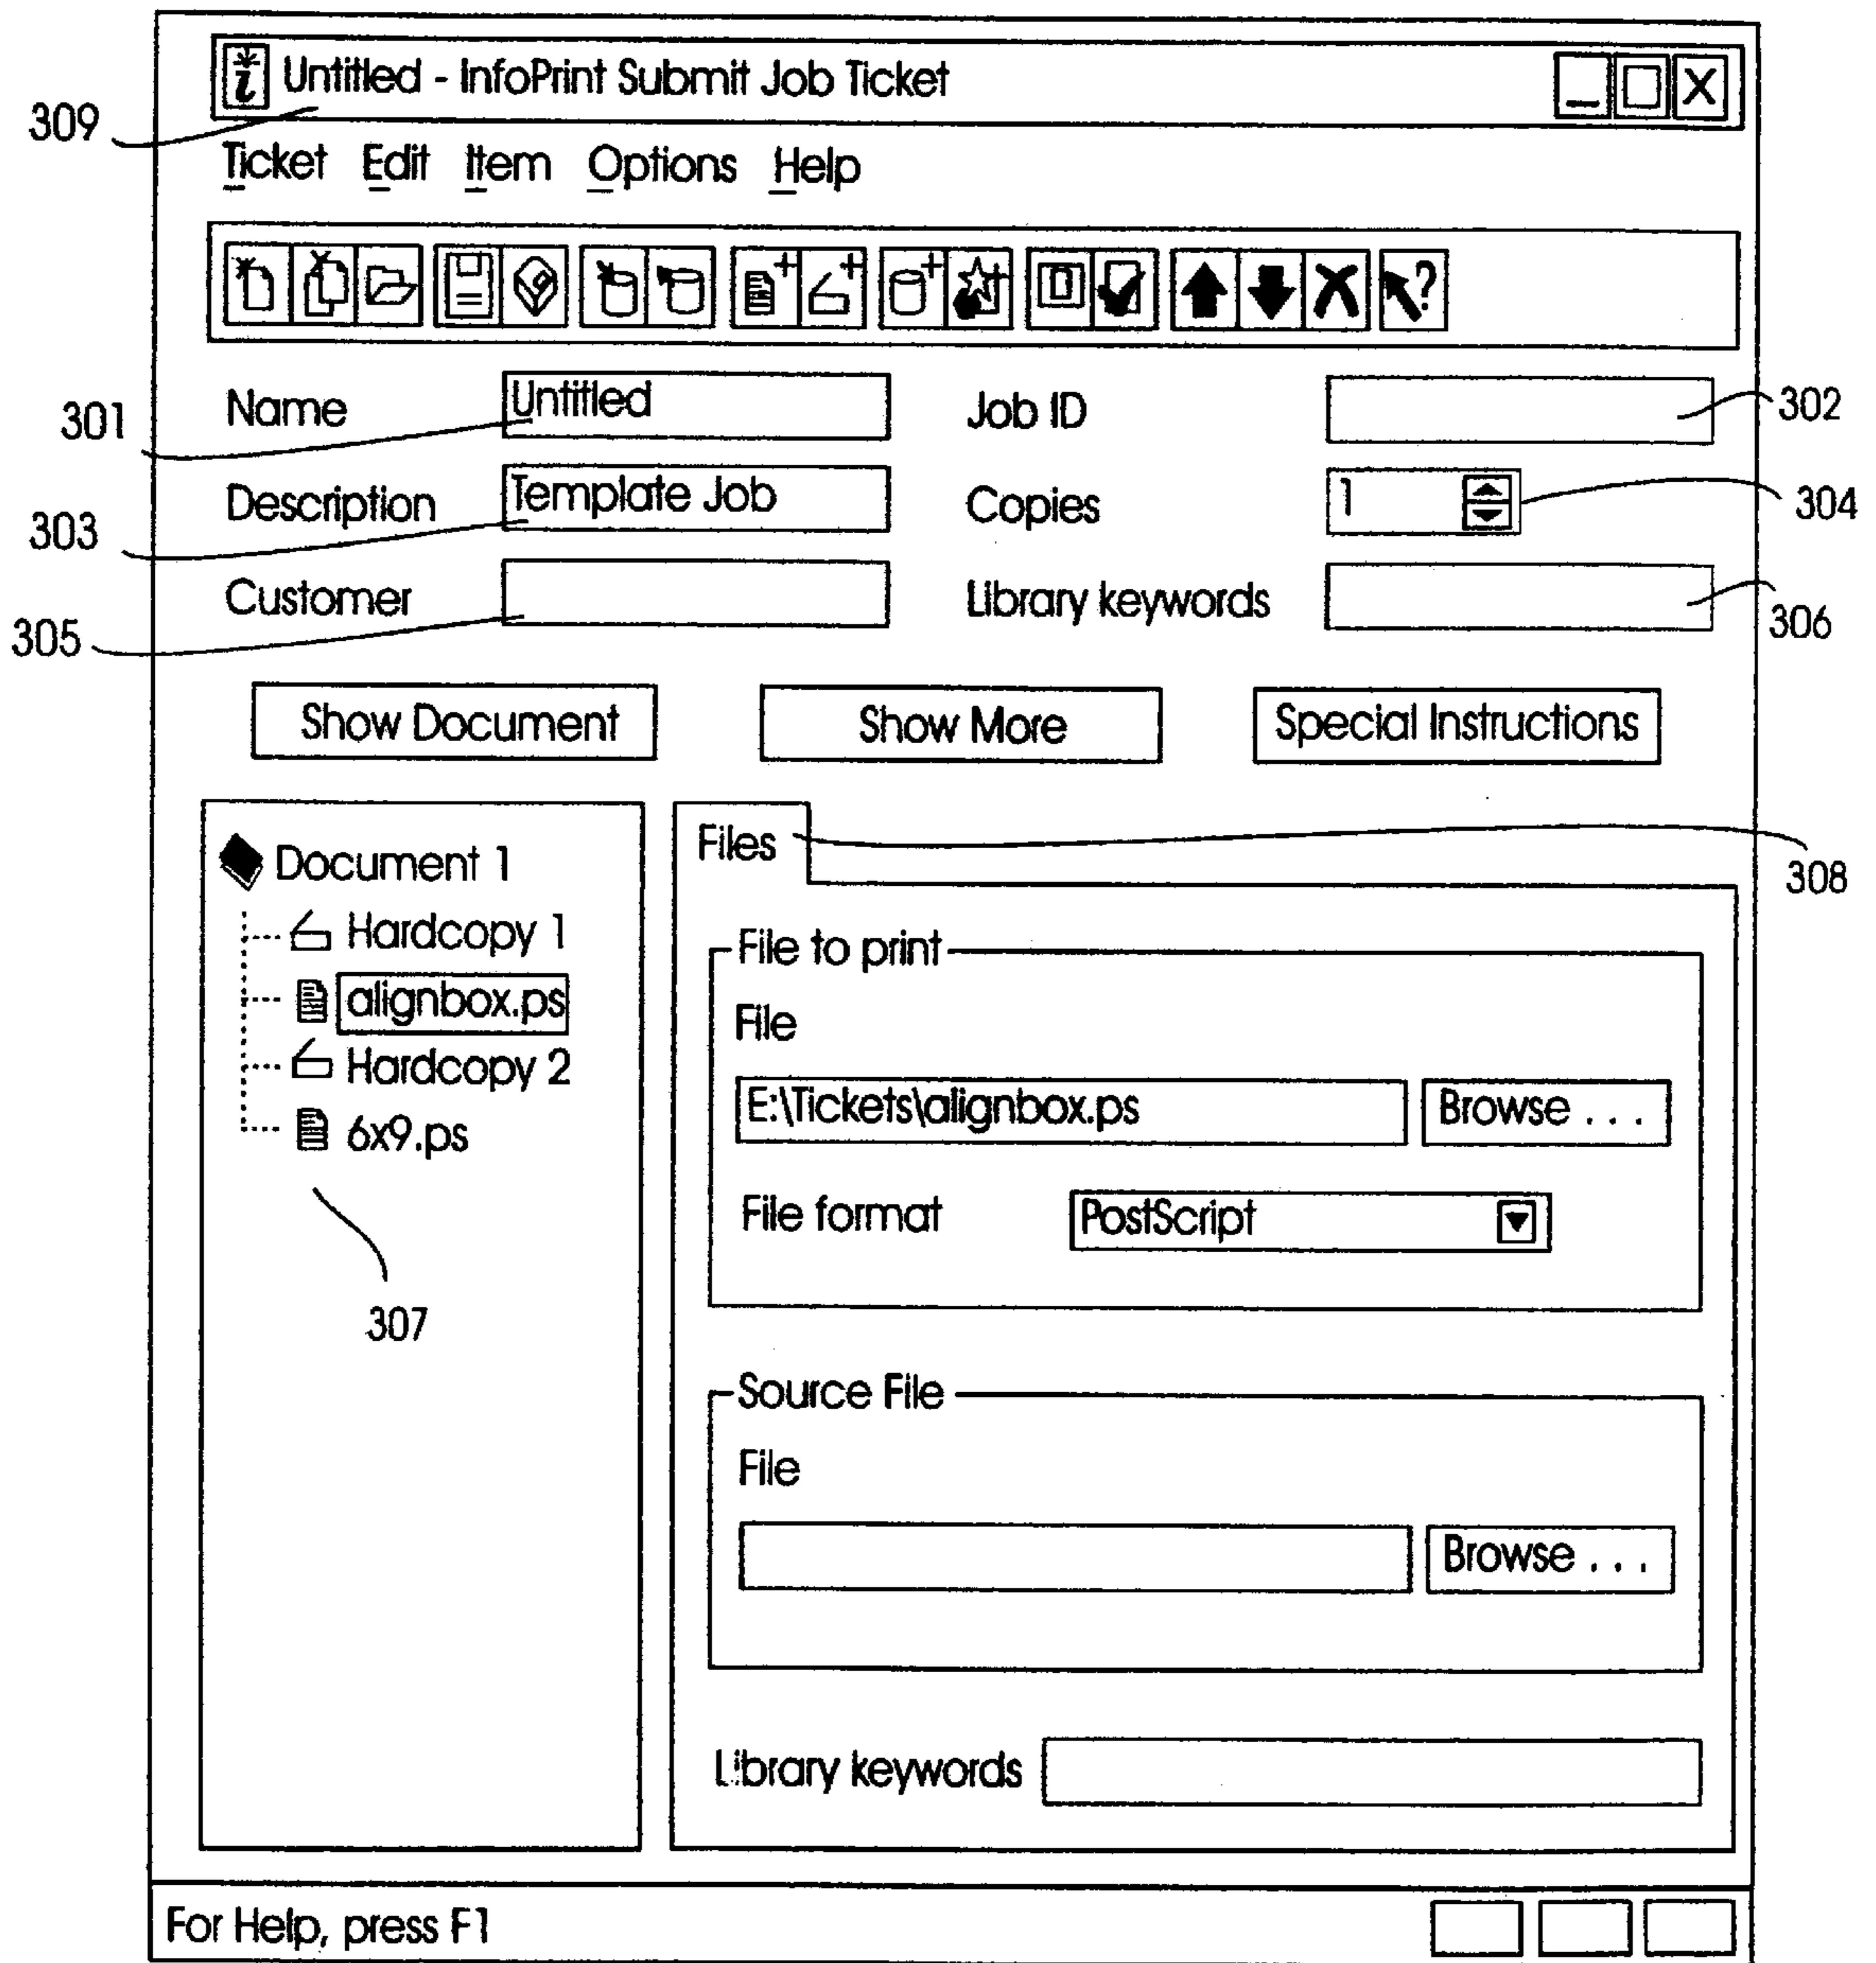 Untitled - InfoPrint Submit Job Ticket
309
Ticket Edit Item Options Help
Name Untitled Job ID 302
301
Description Template Job Copies 1 304
303
Customer Library keywords 306
305
Show Document Show More Special Instructions
Files
308
Document 1
Hardcopy 1
alignbox.ps
Hardcopy 2
6x9.ps
307
File to print
File
E:\Tickets\alignbox.ps Browse . . .
File format PostScript
Source File
File
Browse . . .
Library keywords
For Help, press F1